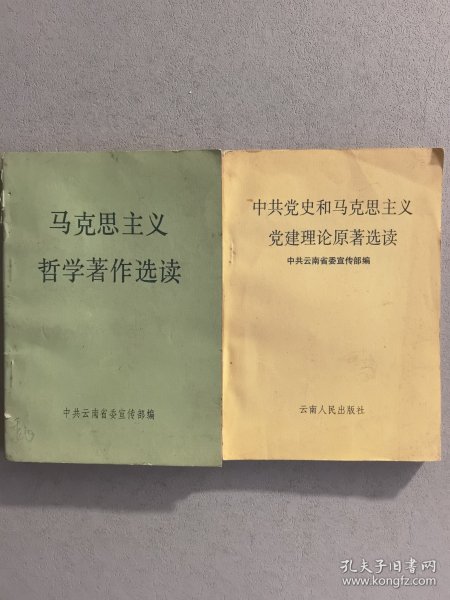 马克思主义
哲学著作选读
中共云南省委宣传部编
中共党史和马克思主义
党建理论原著选读
中共云南省委宣传部编
云南人民出版社
孔夫子旧书网
www.kongfz.com